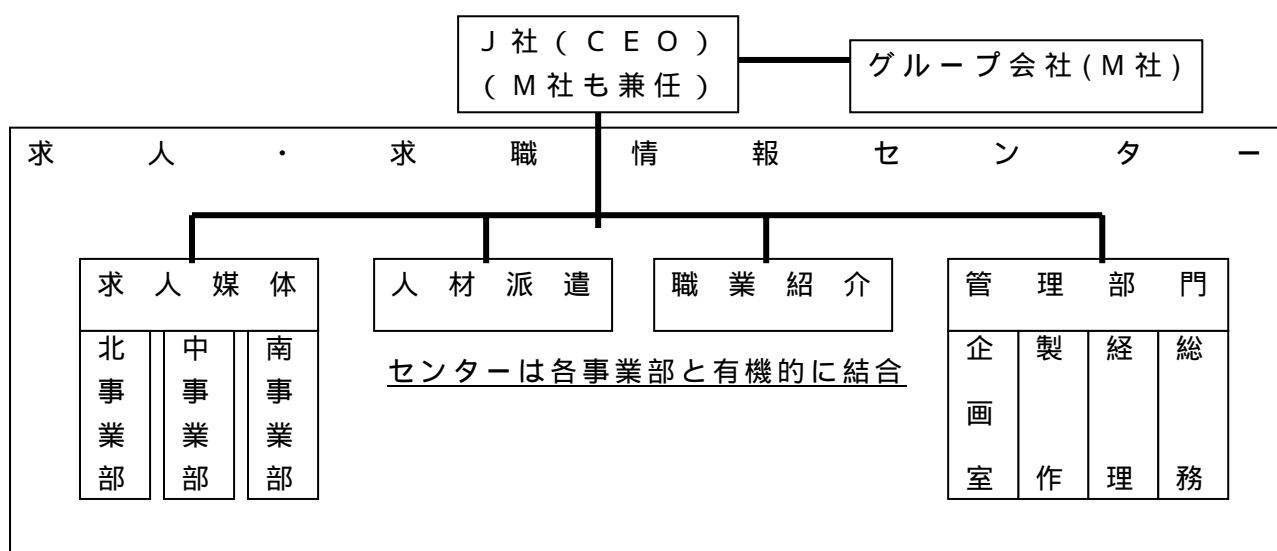 J社(CEO)
(M社も兼任)
グループ会社(M社)
求人・求職情報センター
求人媒体
人材派遣
職業紹介
管理部門
北事業部
中事業部
南事業部
センターは各事業部と有機的に結合
企画室
製作
経理
総務